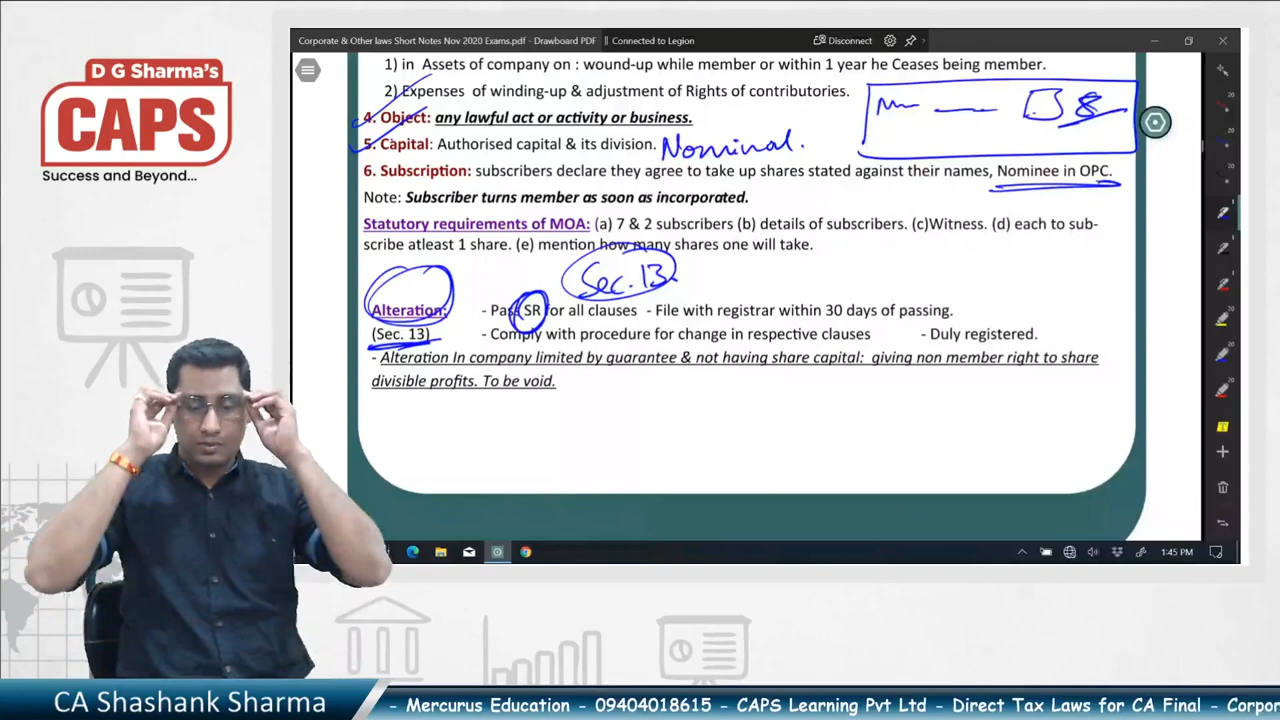 D G Sharma's
CAPS
Success and Beyond...
Corporate & Other laws Short Notes Nov 2020 Exams.pdf - Drawboard PDF
Connected to Legion
Disconnect
1) in Assets of company on : wound-up while member or within 1 year he Ceases being member.
2) Expenses of winding-up & adjustment of Rights of contributories.
4. Object: any lawful act or activity or business.
5. Capital: Authorised capital & its division. Nominal.
6. Subscription: subscribers declare they agree to take up shares stated against their names, Nominee in OPC.
Note: Subscriber turns member as soon as incorporated.
Statutory requirements of MOA: (a) 7 & 2 subscribers (b) details of subscribers. (c)Witness. (d) each to sub-
scribe atleast 1 share. (e) mention how many shares one will take.
Sec. 13
Alteration: - Pass SR for all clauses - File with registrar within 30 days of passing.
(Sec. 13) - Comply with procedure for change in respective clauses - Duly registered.
- Alteration In company limited by guarantee & not having share capital: giving non member right to share
divisible profits. To be void.
1:45 PM
CA Shashank Sharma
- Mercurus Education - 09404018615 - CAPS Learning Pvt Ltd - Direct Tax Laws for CA Final - Corpor